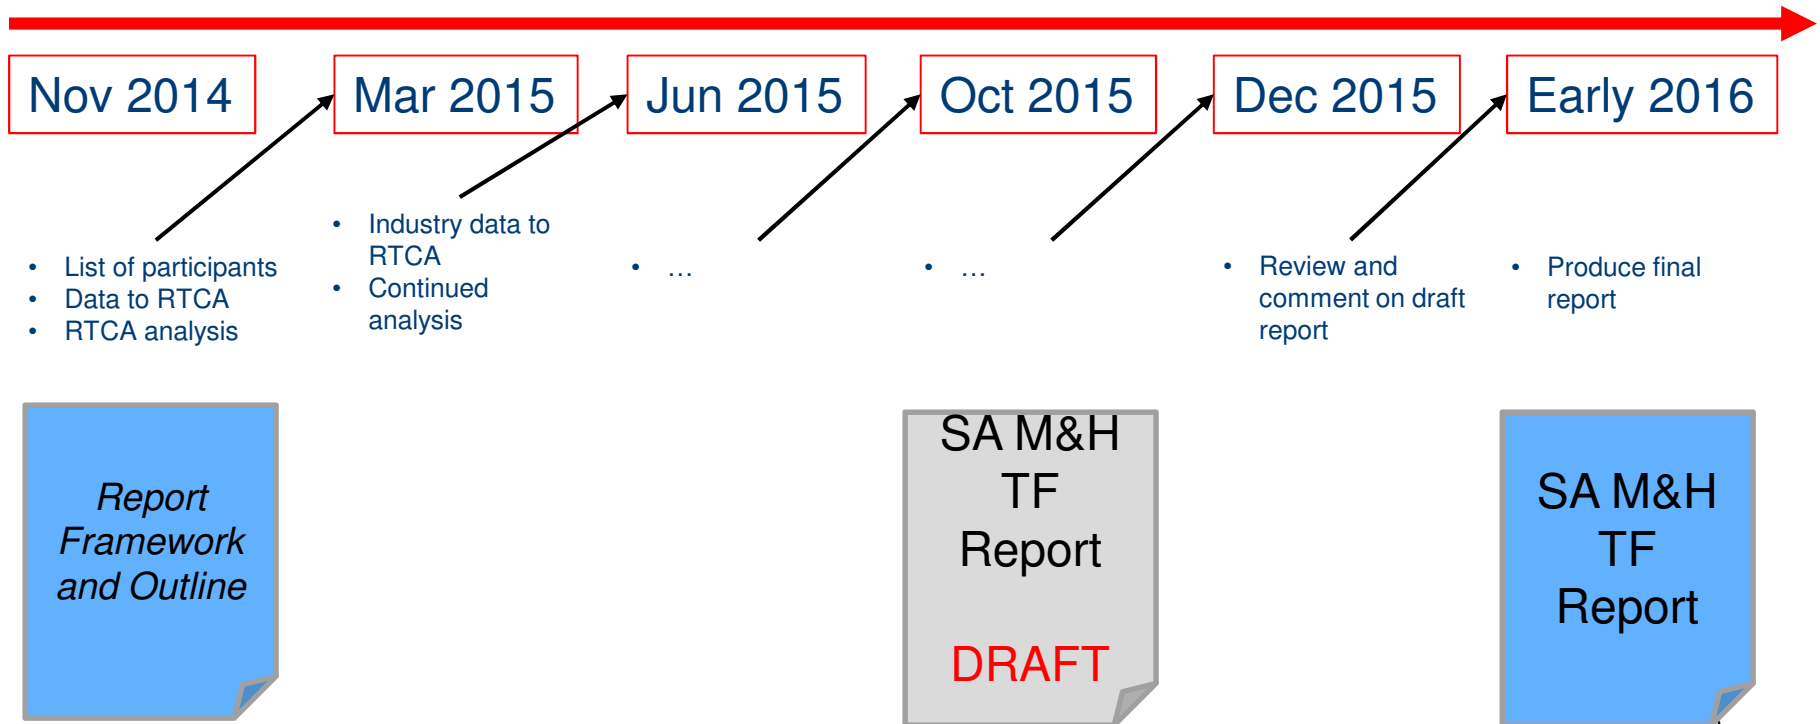 Nov 2014
Mar 2015
Jun 2015
Oct 2015
Dec 2015
Early 2016
• List of participants
• Data to RTCA
• RTCA analysis
• Industry data to
RTCA
• Continued
analysis
• …
• …
• Review and
comment on draft
report
• Produce final
report
Report
Framework
and Outline
SA M&H
TF
Report
DRAFT
SA M&H
TF
Report